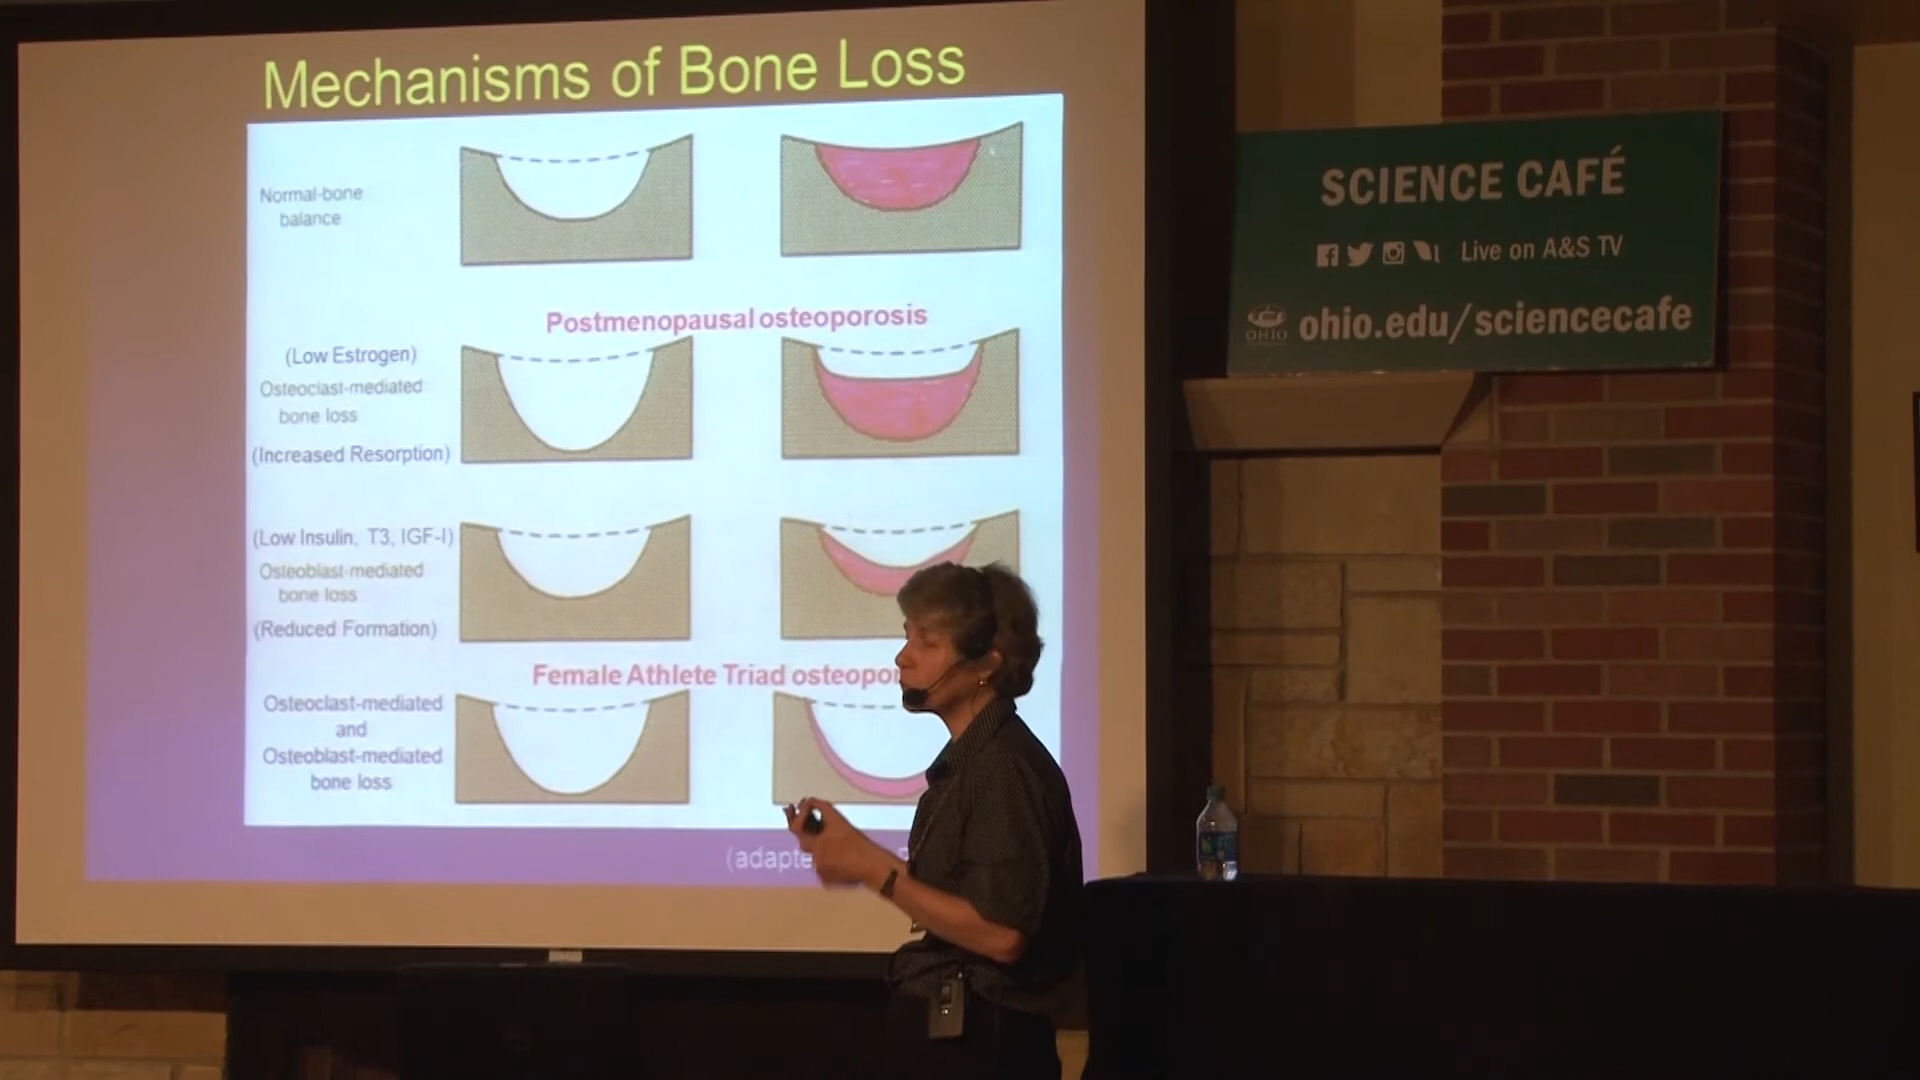 Mechanisms of Bone Loss
Normal-bone
balance
Postmenopausal osteoporosis
(Low Estrogen)
Osteoclast-mediated
bone loss
(Increased Resorption)
(Low Insulin, T3, IGF-I)
Osteoblast-mediated
bone loss
(Reduced Formation)
Female Athlete Triad
Osteoclast-mediated
and
Osteoblast-mediated
bone loss
SCIENCE CAFÉ
Live on A&S TV
OHIO
ohio.edu/sciencecafe